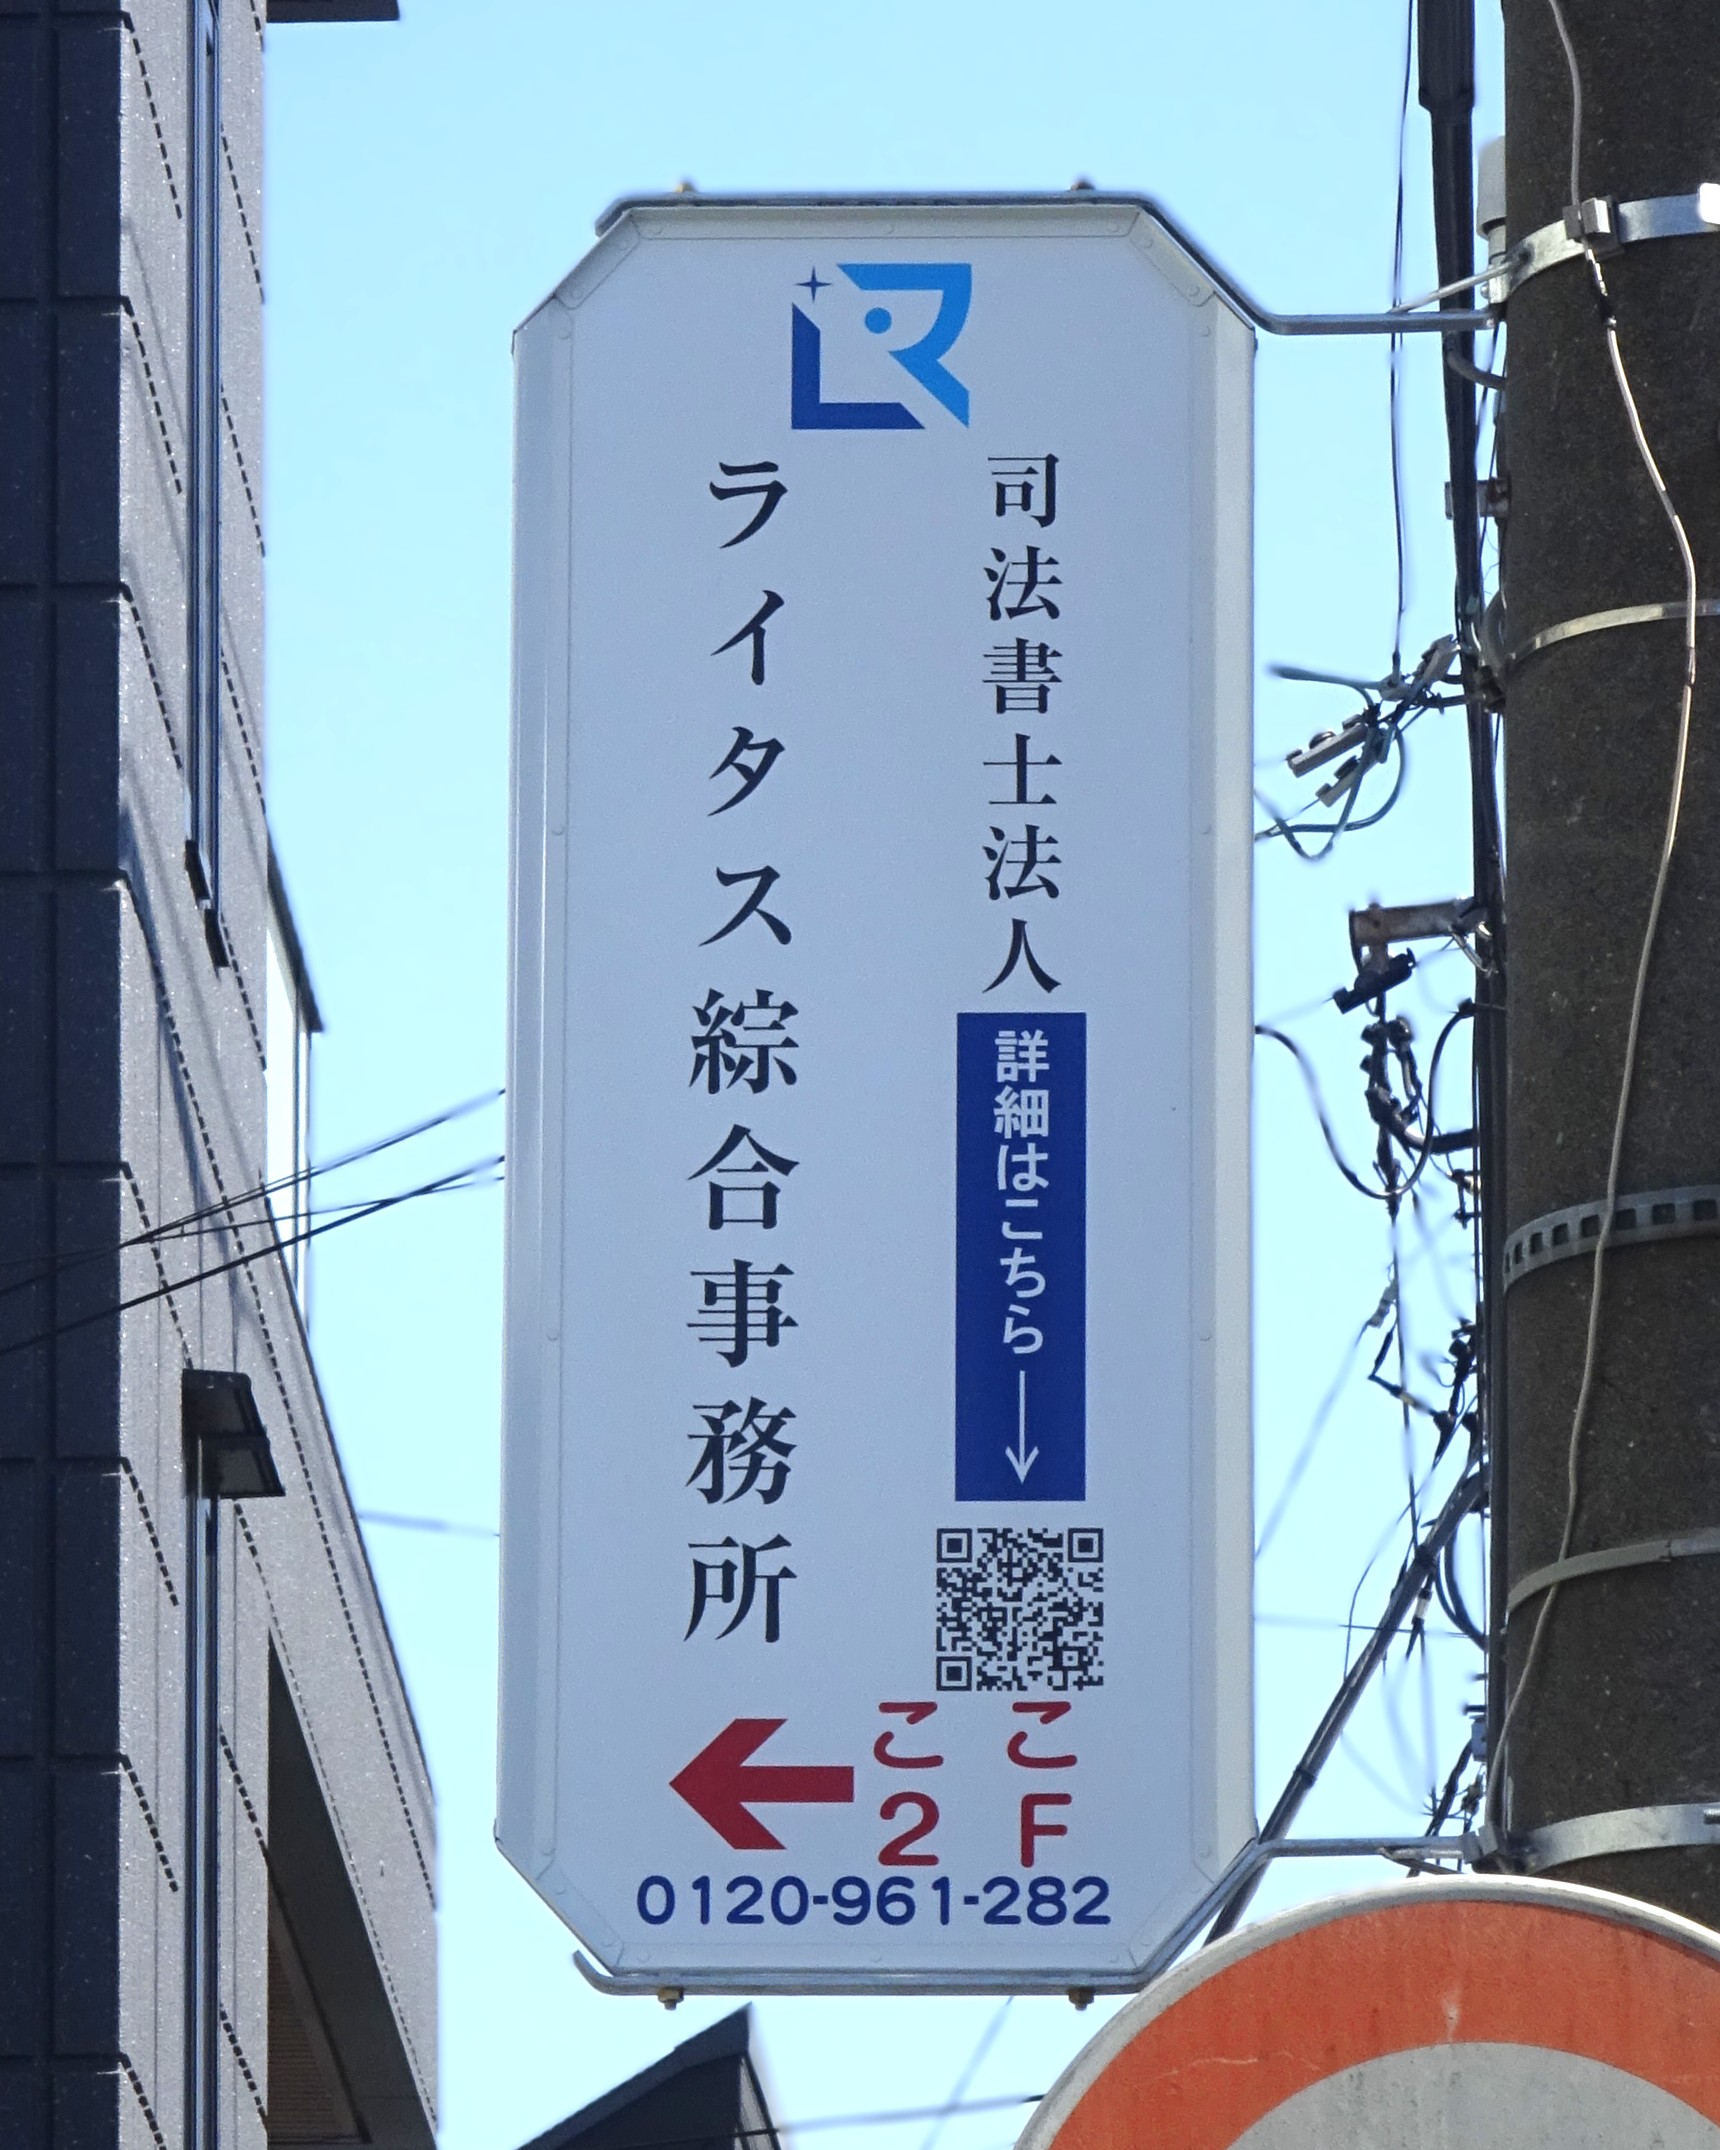 司法書士法人
ライタス綜合事務所
詳細はこちら
ここ
2F
0120-961-282